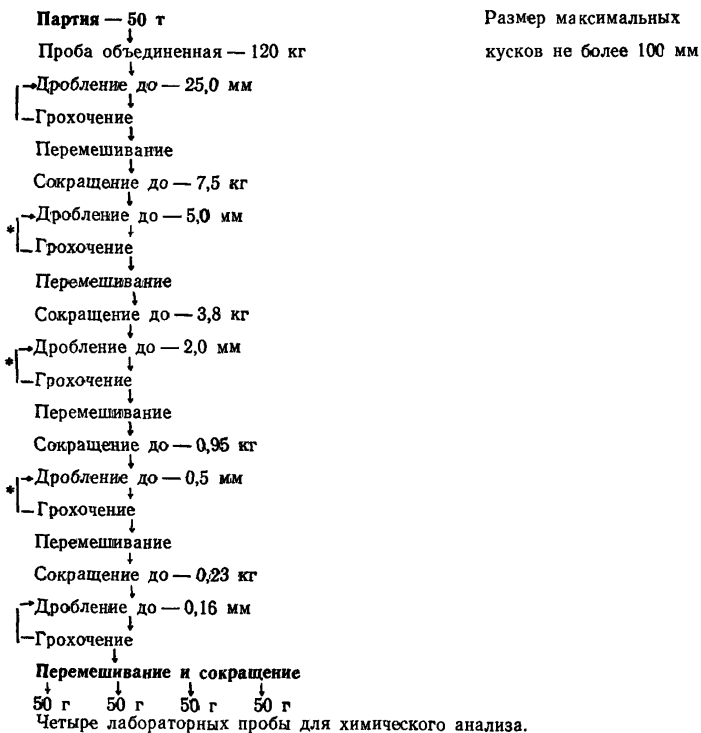 Партия — 50 т
Размер максимальных
Проба объединенная — 120 кг
кусков не более 100 мм
Дробление до — 25,0 мм
Грохочение
Перемешивание
Сокращение до — 7,5 кг
Дробление до — 5,0 мм
*
Грохочение
Перемешивание
Сокращение до — 3,8 кг
Дробление до — 2,0 мм
*
Грохочение
Перемешивание
Сокращение до — 0,95 кг
Дробление до — 0,5 мм
*
Грохочение
Перемешивание
Сокращение до — 0,23 кг
Дробление до — 0,16 мм
Грохочение
Перемешивание и сокращение
50 г 50 г 50 г 50 г
Четыре лабораторных пробы для химического анализа.